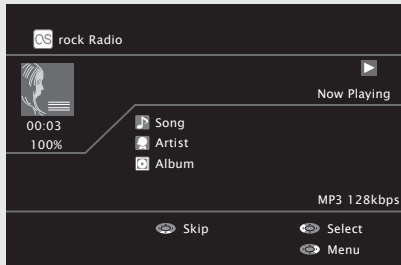 OS rock Radio
Now Playing
00:03
100%
Song
Artist
Album
MP3 128kbps
Skip
Select
Menu